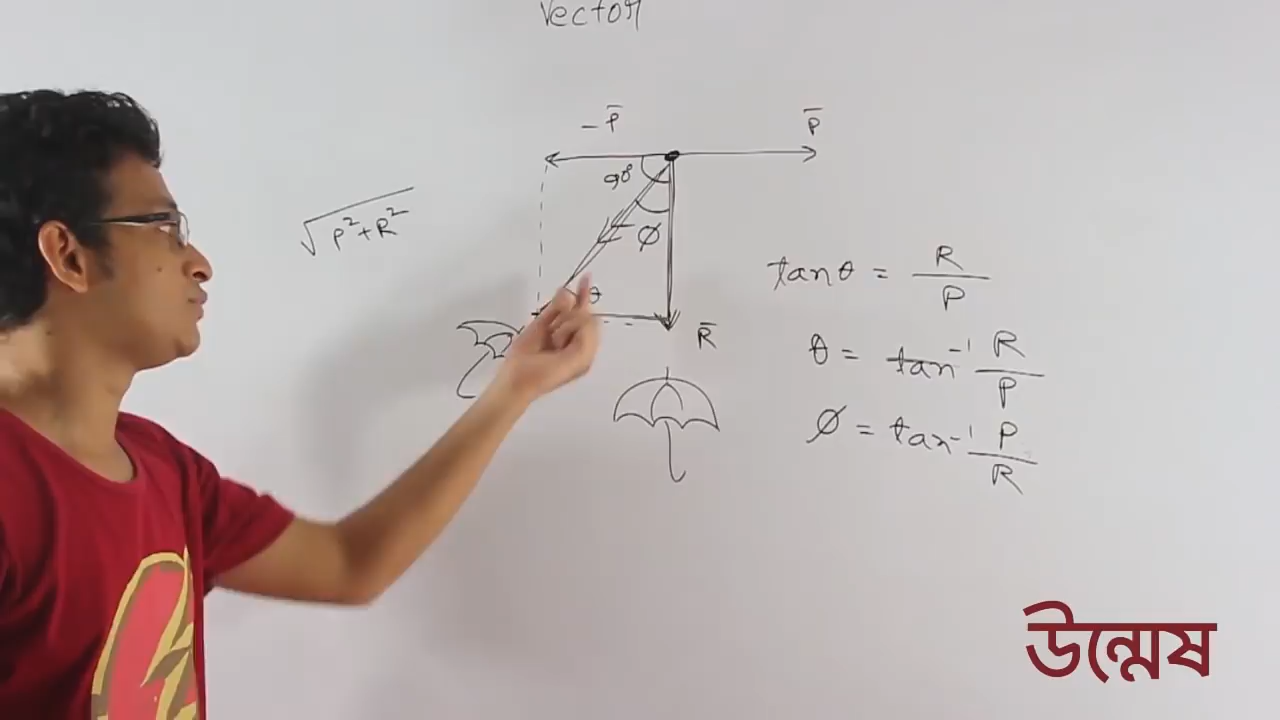 Vector
– P̄
P̄
90°
√P²+R²
φ
θ
R̄
tanθ = R/P
θ = tan⁻¹ R/P
φ = tan⁻¹ P/R
উন্মেষ